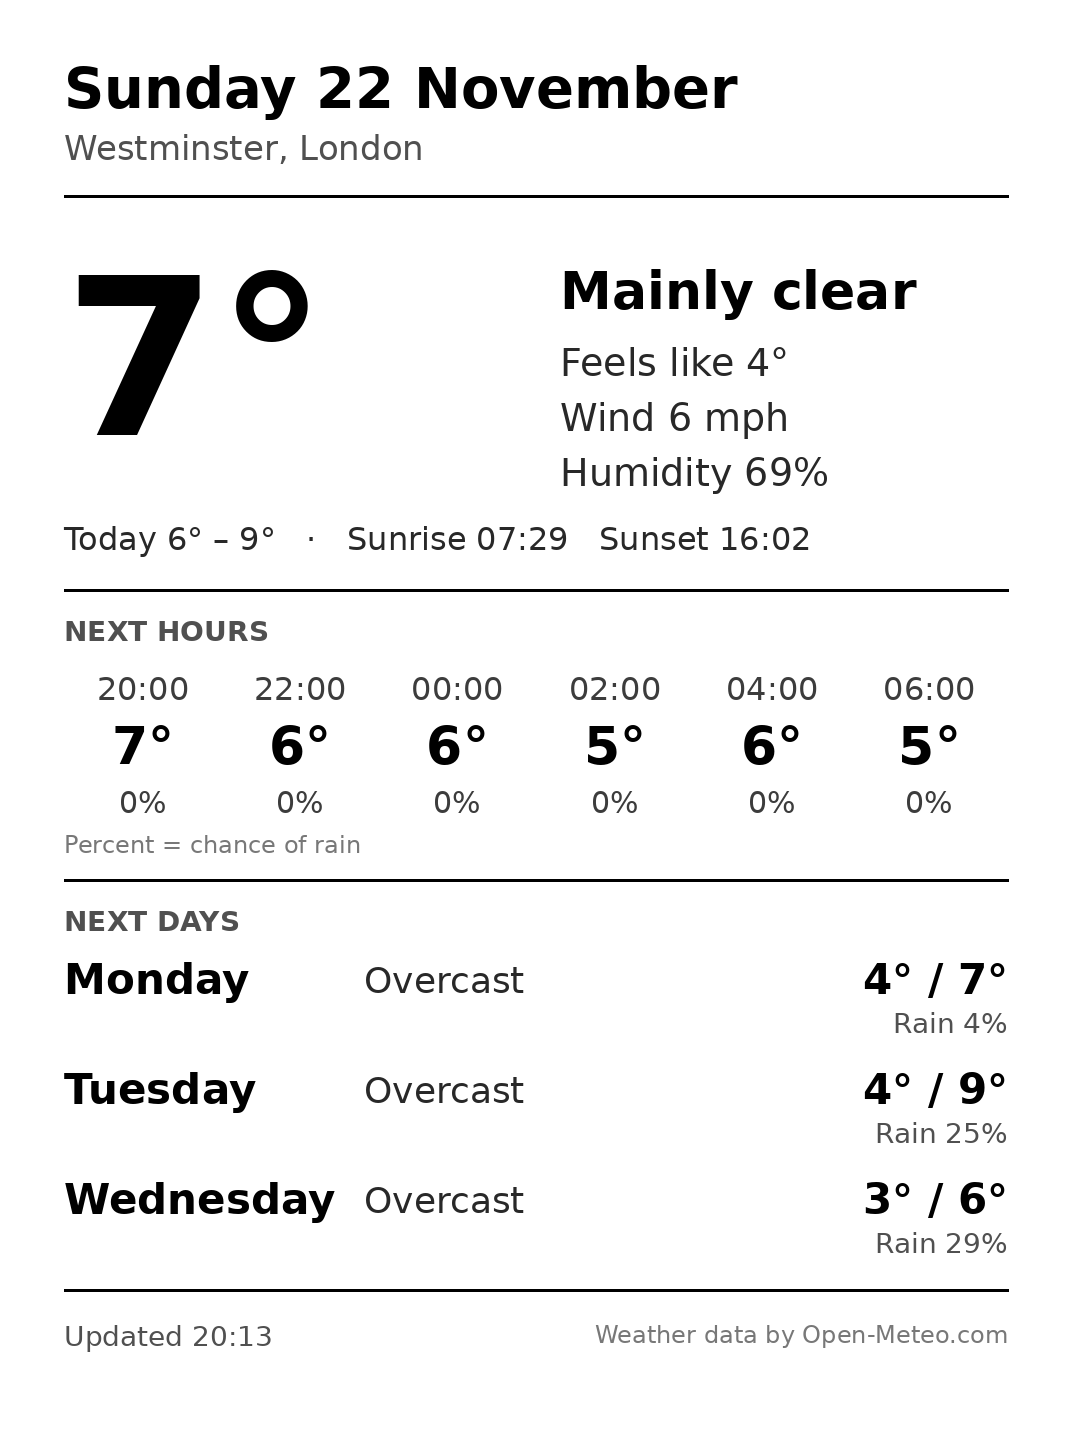 Sunday 22 November
Westminster, London
7°
Mainly clear
Feels like 4°
Wind 6 mph
Humidity 69%
Today 6° – 9° · Sunrise 07:29 Sunset 16:02
NEXT HOURS
20:00 22:00 00:00 02:00 04:00 06:00
7° 6° 6° 5° 6° 5°
0% 0% 0% 0% 0% 0%
Percent = chance of rain
NEXT DAYS
Monday Overcast 4° / 7°
Rain 4%
Tuesday Overcast 4° / 9°
Rain 25%
Wednesday Overcast 3° / 6°
Rain 29%
Updated 20:13 Weather data by Open-Meteo.com